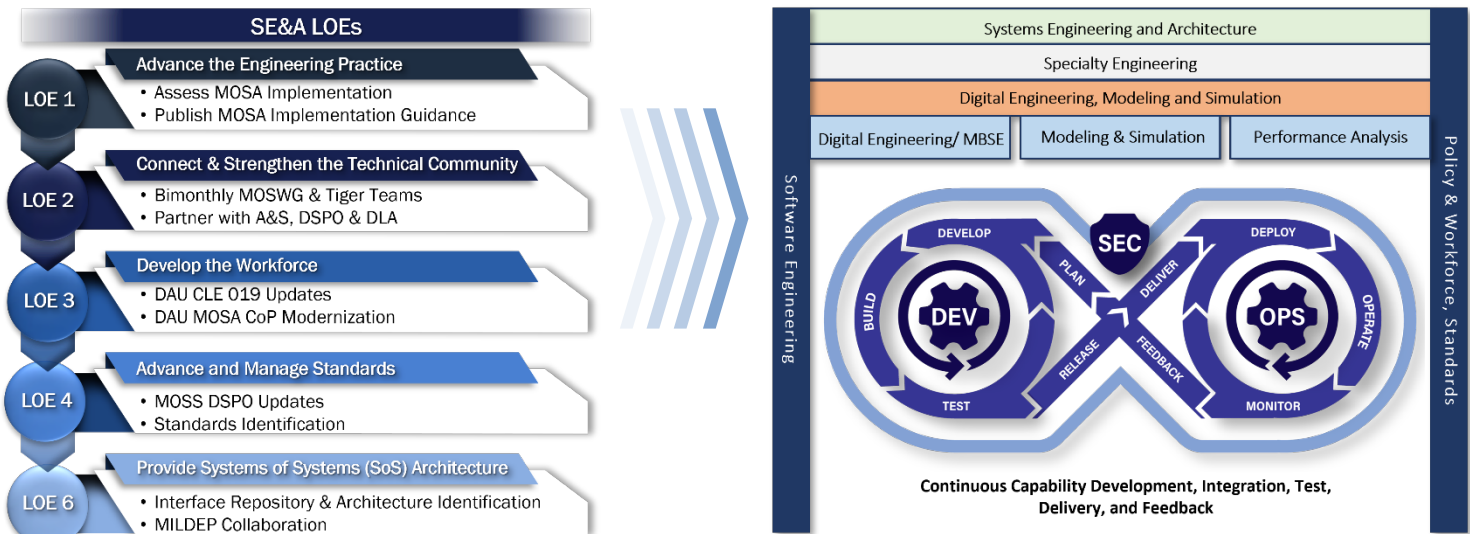 SE&A LOEs
LOE 1
Advance the Engineering Practice
• Assess MOSA Implementation
• Publish MOSA Implementation Guidance
LOE 2
Connect & Strengthen the Technical Community
• Bimonthly MOSWG & Tiger Teams
• Partner with A&S, DSPO & DLA
LOE 3
Develop the Workforce
• DAU CLE 019 Updates
• DAU MOSA CoP Modernization
LOE 4
Advance and Manage Standards
• MOSS DSPO Updates
• Standards Identification
LOE 6
Provide Systems of Systems (SoS) Architecture
• Interface Repository & Architecture Identification
• MILDEP Collaboration
Software Engineering
Systems Engineering and Architecture
Specialty Engineering
Digital Engineering, Modeling and Simulation
Digital Engineering/ MBSE
Modeling & Simulation
Performance Analysis
SEC
DEVELOP
PLAN
BUILD
DEV
TEST
RELEASE
DELIVER
DEPLOY
OPERATE
OPS
MONITOR
FEEDBACK
Continuous Capability Development, Integration, Test,
Delivery, and Feedback
Policy & Workforce, Standards